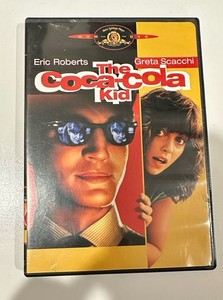 Eric Roberts
Greta Scacchi
The
Coca-Cola
Kid